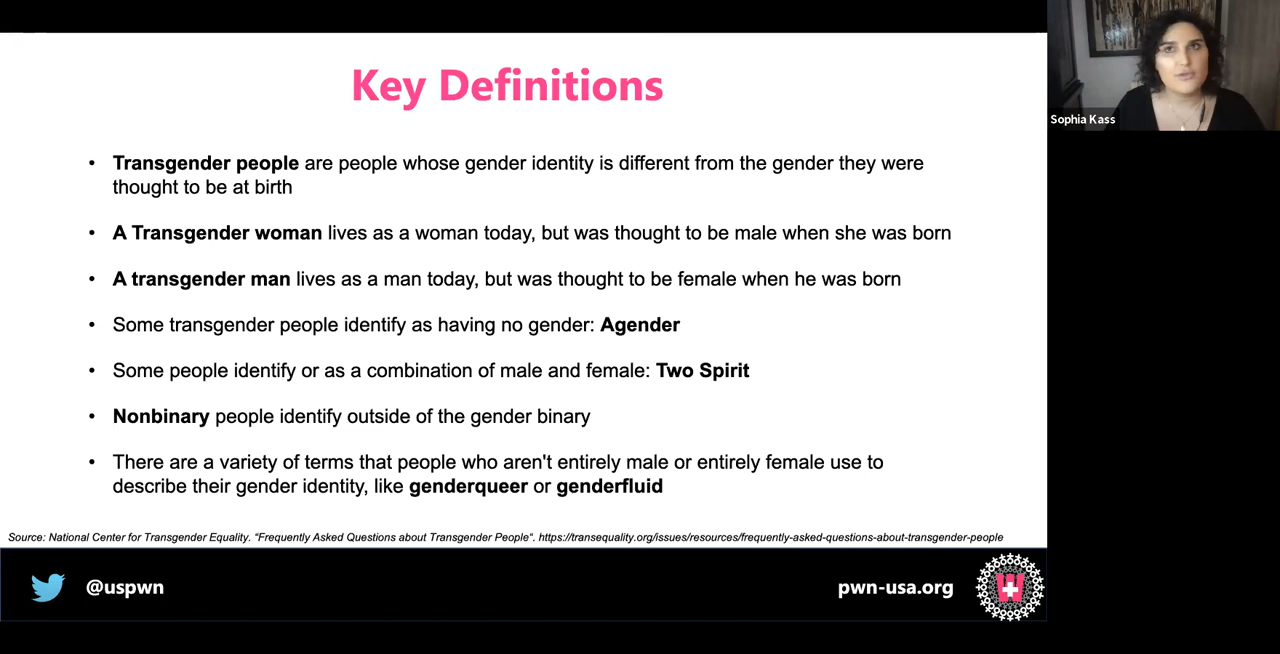 Key Definitions
Sophia Kass
• Transgender people are people whose gender identity is different from the gender they were
thought to be at birth
• A Transgender woman lives as a woman today, but was thought to be male when she was born
• A transgender man lives as a man today, but was thought to be female when he was born
• Some transgender people identify as having no gender: Agender
• Some people identify or as a combination of male and female: Two Spirit
• Nonbinary people identify outside of the gender binary
• There are a variety of terms that people who aren't entirely male or entirely female use to
describe their gender identity, like genderqueer or genderfluid
Source: National Center for Transgender Equality. “Frequently Asked Questions about Transgender People“. https://transequality.org/issues/resources/frequently-asked-questions-about-transgender-people
@uspwn
pwn-usa.org
W